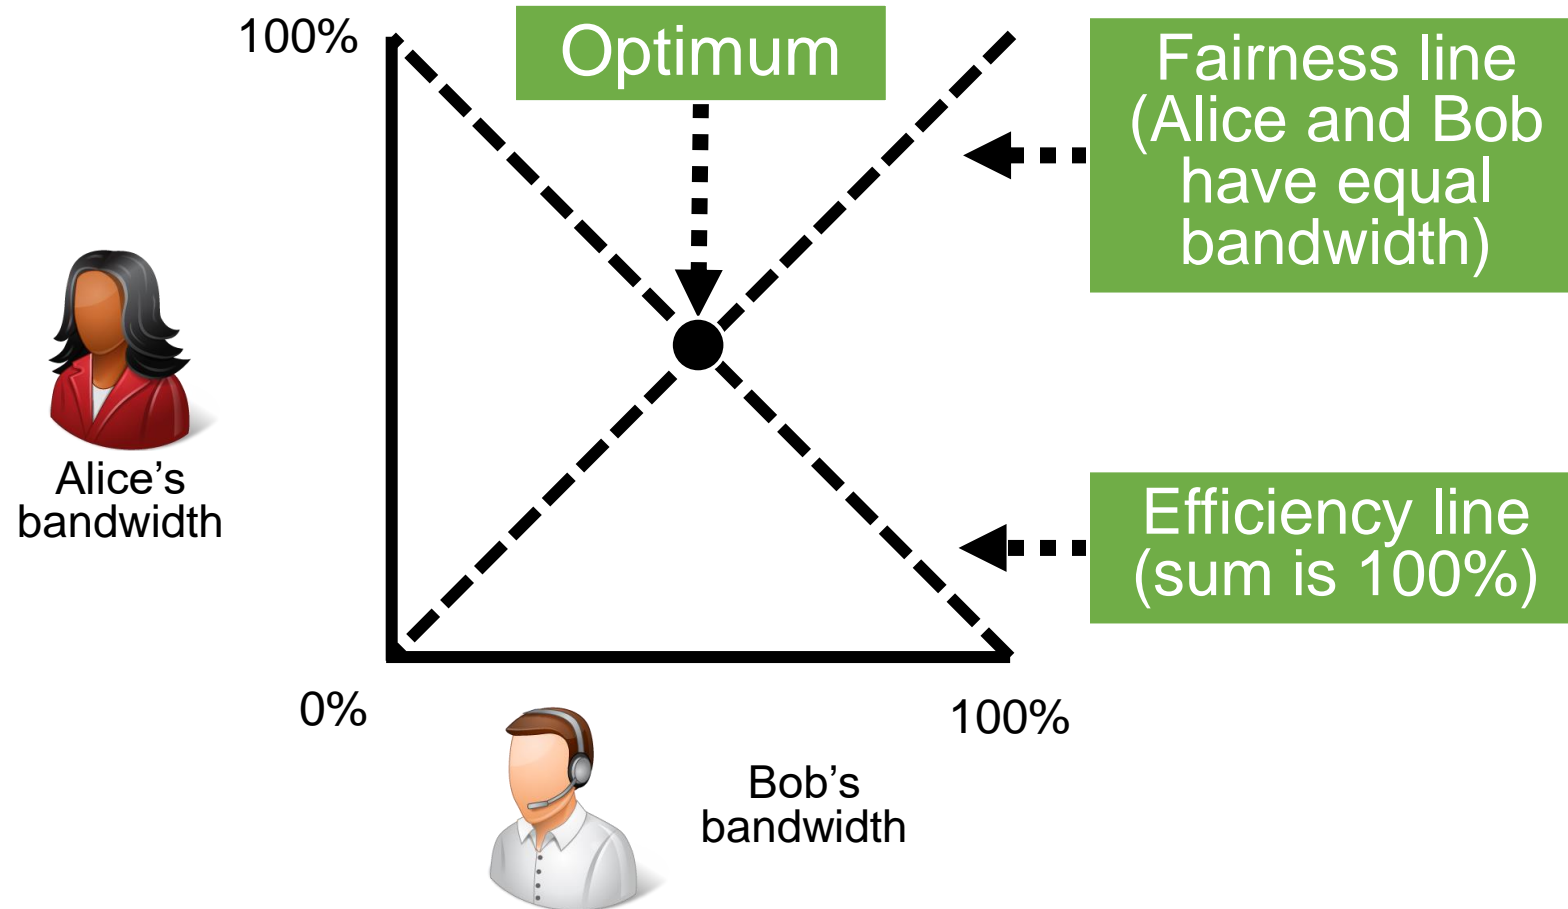 100%
Optimum
Fairness line
(Alice and Bob
have equal
bandwidth)
Alice’s
bandwidth
Efficiency line
(sum is 100%)
0%
100%
Bob’s
bandwidth